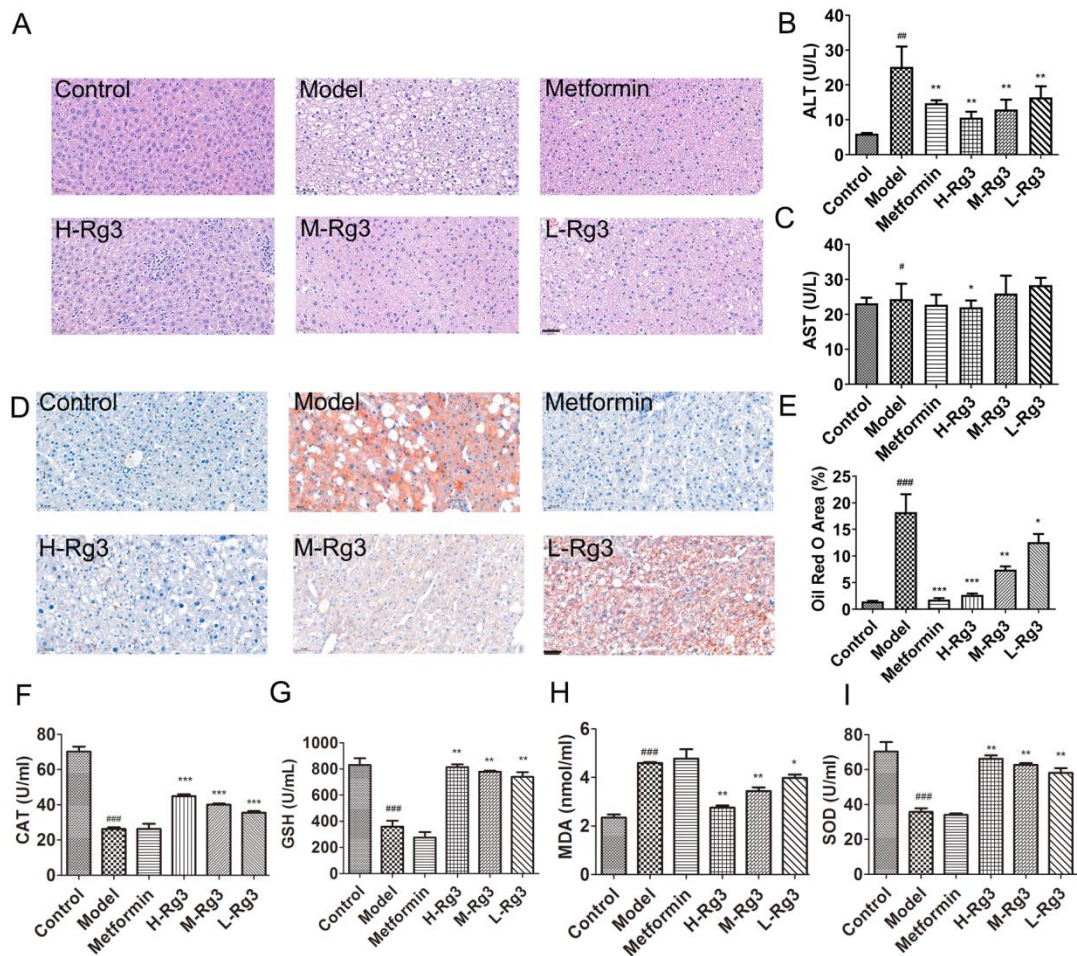 A
Control
Model
Metformin
H-Rg3
M-Rg3
L-Rg3
B
ALT (U/L)
40
30
20
10
0
##
**
**
**
**
Control
Model
Metformin
H-Rg3
M-Rg3
L-Rg3
C
AST (U/L)
40
30
20
10
0
#
*
Control
Model
Metformin
H-Rg3
M-Rg3
L-Rg3
D
Control
Model
Metformin
H-Rg3
M-Rg3
L-Rg3
E
Oil Red O Area (%)
25
20
15
10
5
0
###
***
***
**
*
Control
Model
Metformin
H-Rg3
M-Rg3
L-Rg3
F
CAT (U/ml)
80
60
40
20
0
###
***
***
***
Control
Model
Metformin
H-Rg3
M-Rg3
L-Rg3
G
GSH (U/mL)
1000
800
600
400
200
0
###
**
**
**
Control
Model
Metformin
H-Rg3
M-Rg3
L-Rg3
H
MDA (nmol/ml)
6
4
2
0
###
**
**
*
Control
Model
Metformin
H-Rg3
M-Rg3
L-Rg3
I
SOD (U/ml)
80
60
40
20
0
###
**
**
**
Control
Model
Metformin
H-Rg3
M-Rg3
L-Rg3